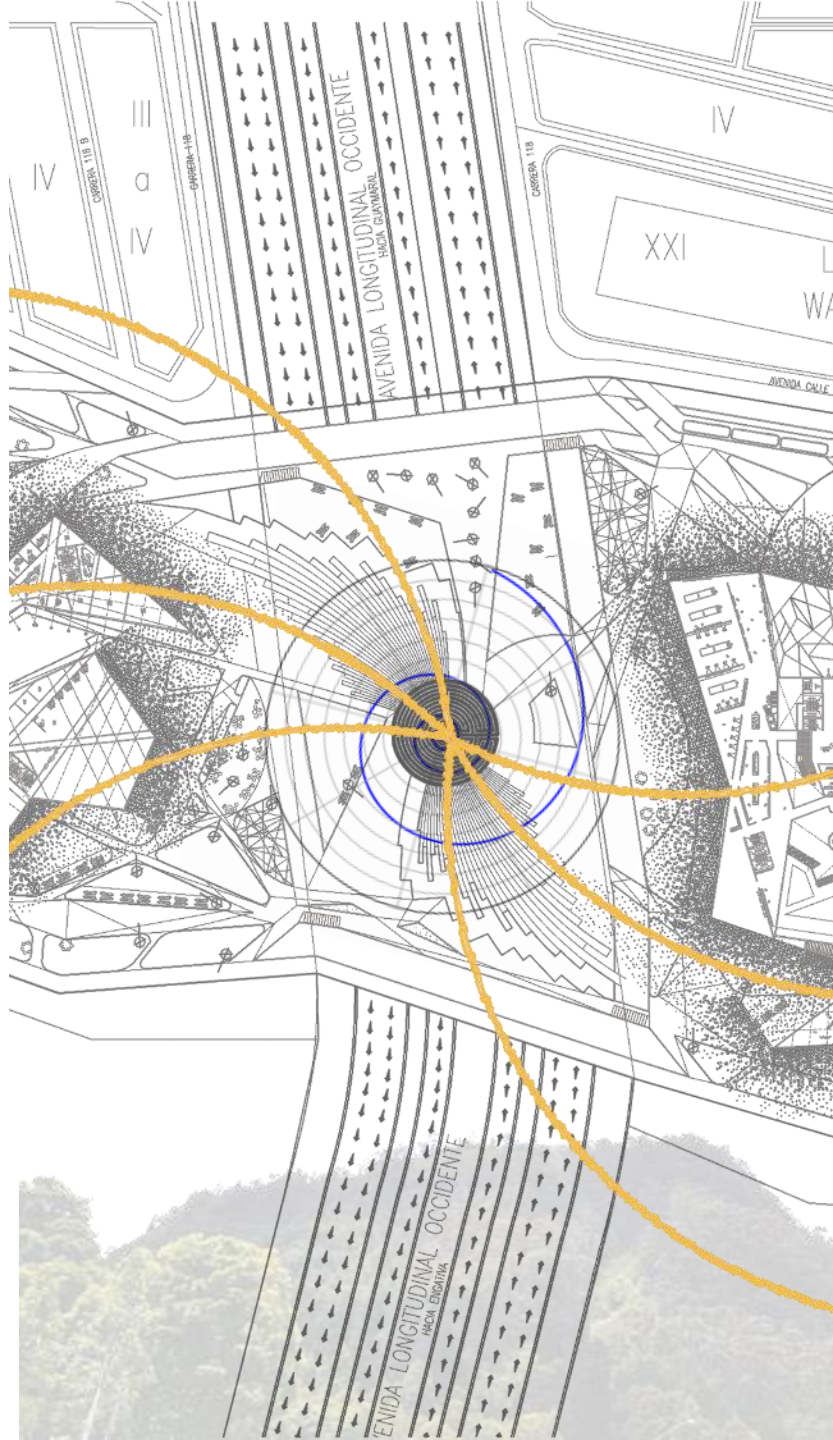 III
a
IV
IV
CARRERA 118 B
CARRERA 118
AVENIDA LONGITUDINAL OCCIDENTE
HACIA GUAYMARAL
CARRERA 118
IV
XXI
L
WA
AVENIDA CALLE
AVENIDA LONGITUDINAL OCCIDENTE
HACIA ENGATIVA